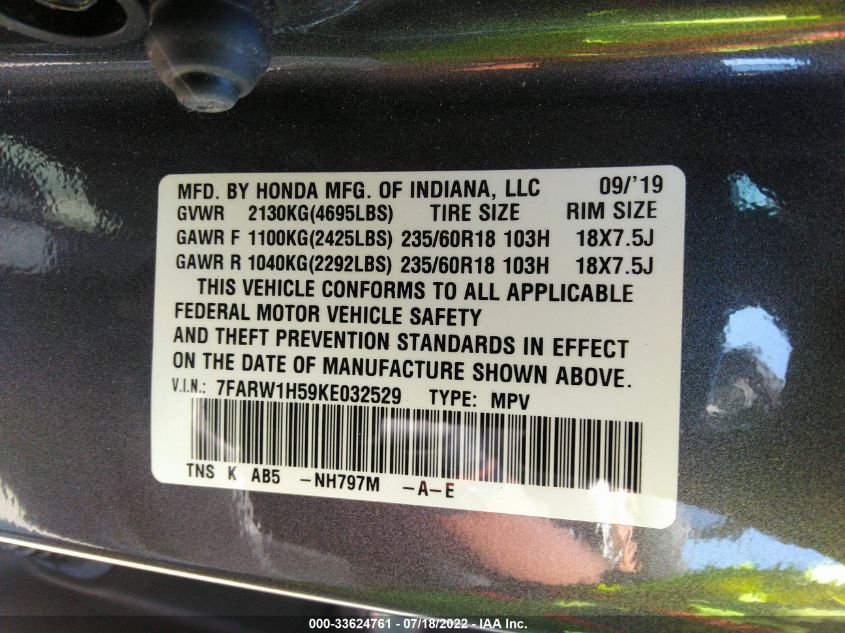 MFD. BY HONDA MFG. OF INDIANA, LLC 09/'19
GVWR 2130KG(4695LBS) TIRE SIZE RIM SIZE
GAWR F 1100KG(2425LBS) 235/60R18 103H 18X7.5J
GAWR R 1040KG(2292LBS) 235/60R18 103H 18X7.5J
THIS VEHICLE CONFORMS TO ALL APPLICABLE
FEDERAL MOTOR VEHICLE SAFETY
AND THEFT PREVENTION STANDARDS IN EFFECT
ON THE DATE OF MANUFACTURE SHOWN ABOVE.
V.I.N.: 7FARW1H59KE032529 TYPE: MPV
TNS K AB5 -NH797M -A-E
000-33624761 - 07/18/2022 - IAA Inc.